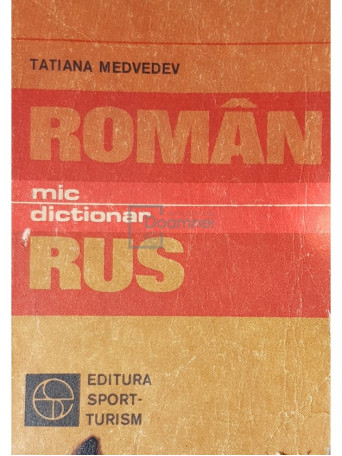 TATIANA MEDVEDEV
ROMÂN
mic
dictionar
RUS
EDITURA
SPORT-
TURISM